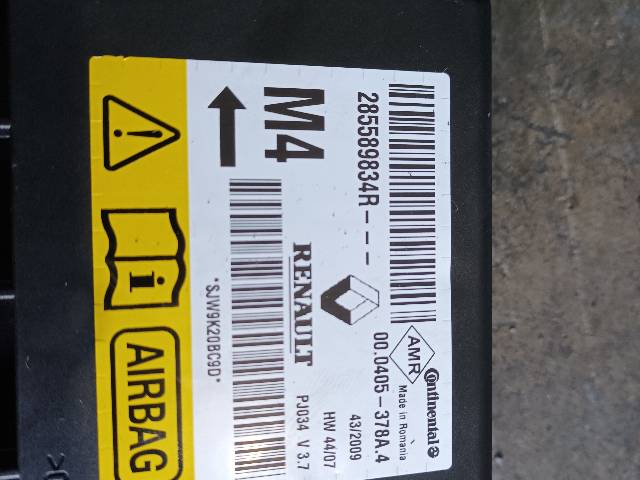 Continental
Made in Romania
AMR
285589834R---
00.0405-378A.4
M4
RENAULT
43/2009
HW 44/07
PJ034 V 3.7
*SJW9K20BC9D*
i
AIRBAG